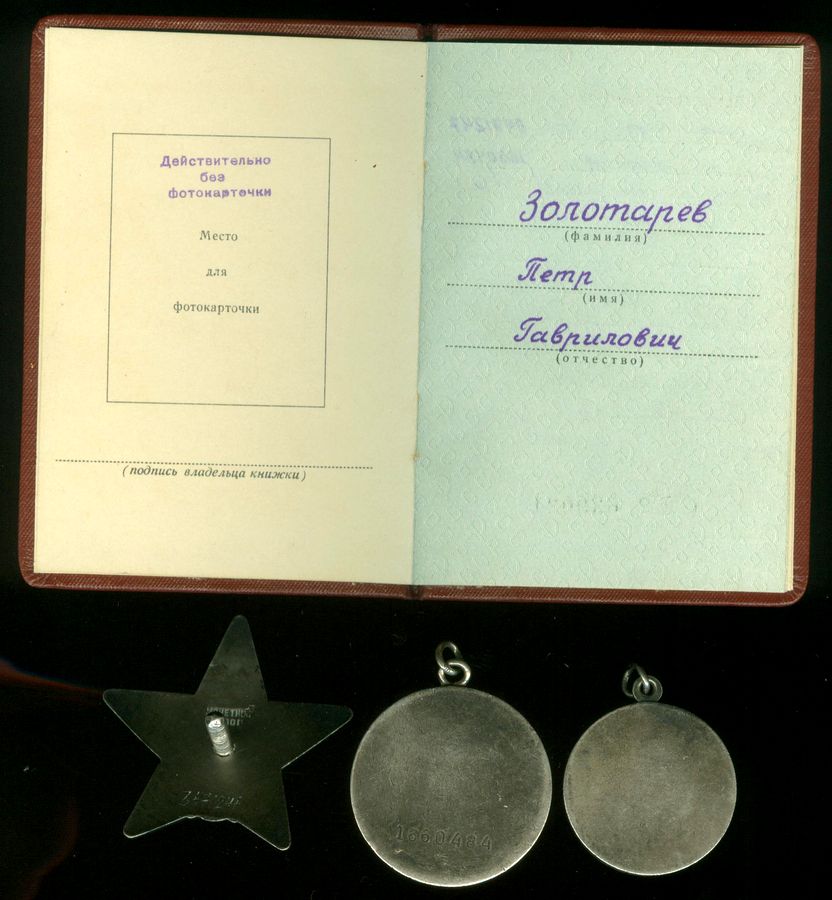 Действительно
без
фотокарточки
Место
для
фотокарточки
(подпись владельца книжки)
Золотарев
(фамилия)
Петр
(имя)
Гаврилович
(отчество)
1660484